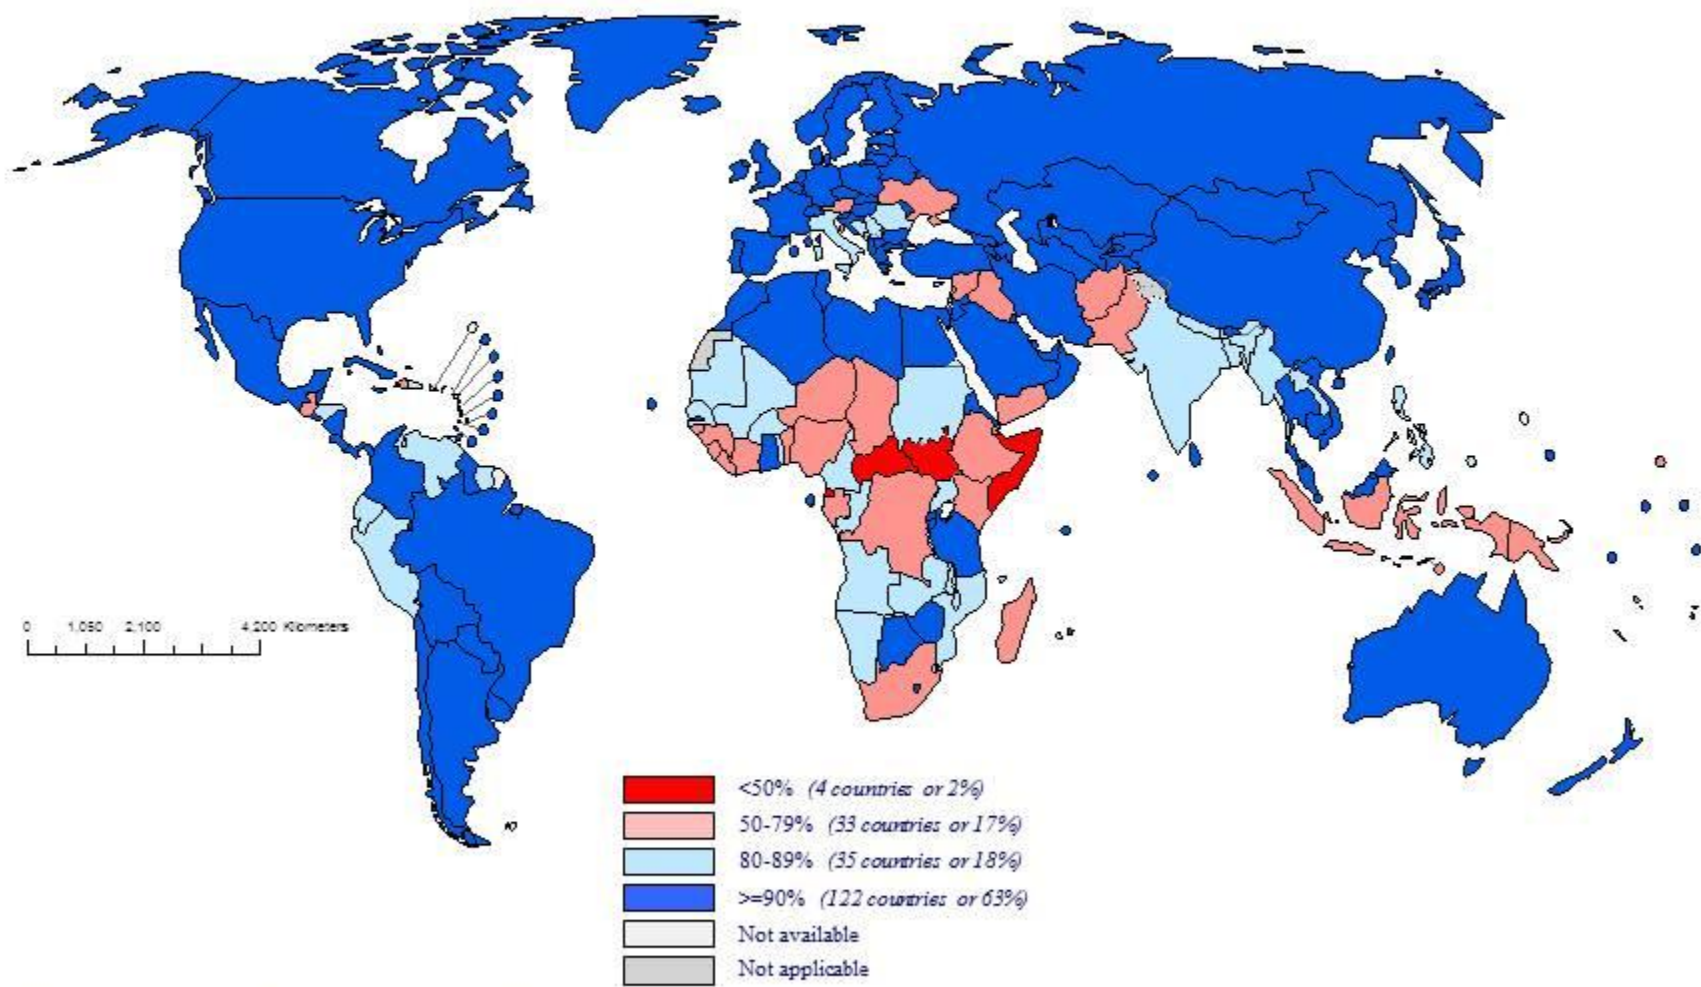 0 1,050 2,100 4,200 Kilometers
<50% (4 countries or 2%)
50-79% (33 countries or 17%)
80-89% (35 countries or 18%)
>=90% (122 countries or 63%)
Not available
Not applicable